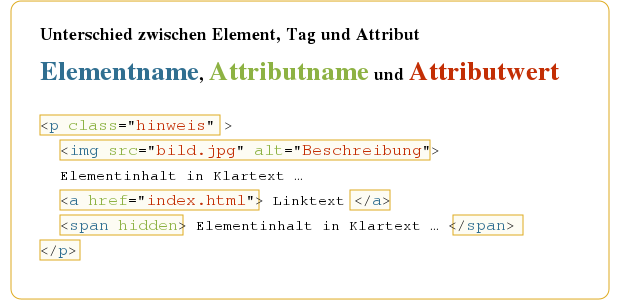 Unterschied zwischen Element, Tag und Attribut
Elementname, Attributname und Attributwert
<p class="hinweis" >
<img src="bild.jpg" alt="Beschreibung">
Elementinhalt in Klartext …
<a href="index.html"> Linktext </a>
<span hidden> Elementinhalt in Klartext … </span>
</p>